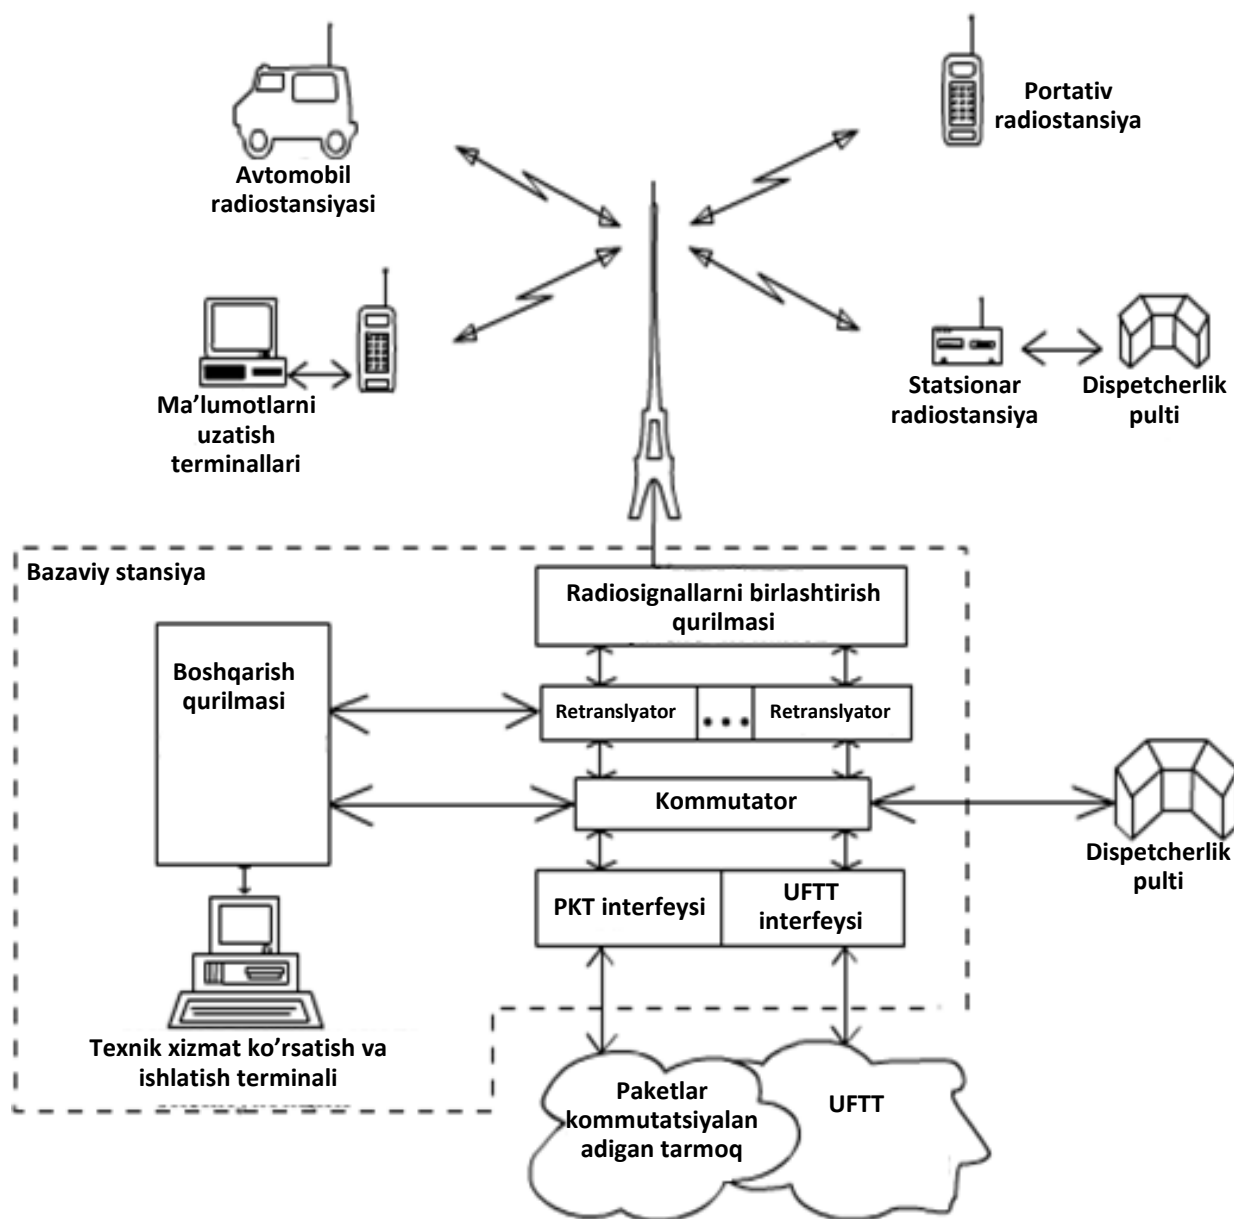 Avtomobil
radiostansiyasi
Portativ
radiostansiya
Ma’lumotlarni
uzatish
terminallari
Statsionar
radiostansiya
Dispetcherlik
pulti
Bazaviy stansiya
Radiosignallarni birlashtirish
qurilmasi
Boshqarish
qurilmasi
Retranslyator
Retranslyator
Kommutator
Dispetcherlik
pulti
PKT interfeysi
UFTT
interfeysi
Texnik xizmat ko’rsatish va
ishlatish terminali
Paketlar
kommutatsiyalan
adigan tarmoq
UFTT